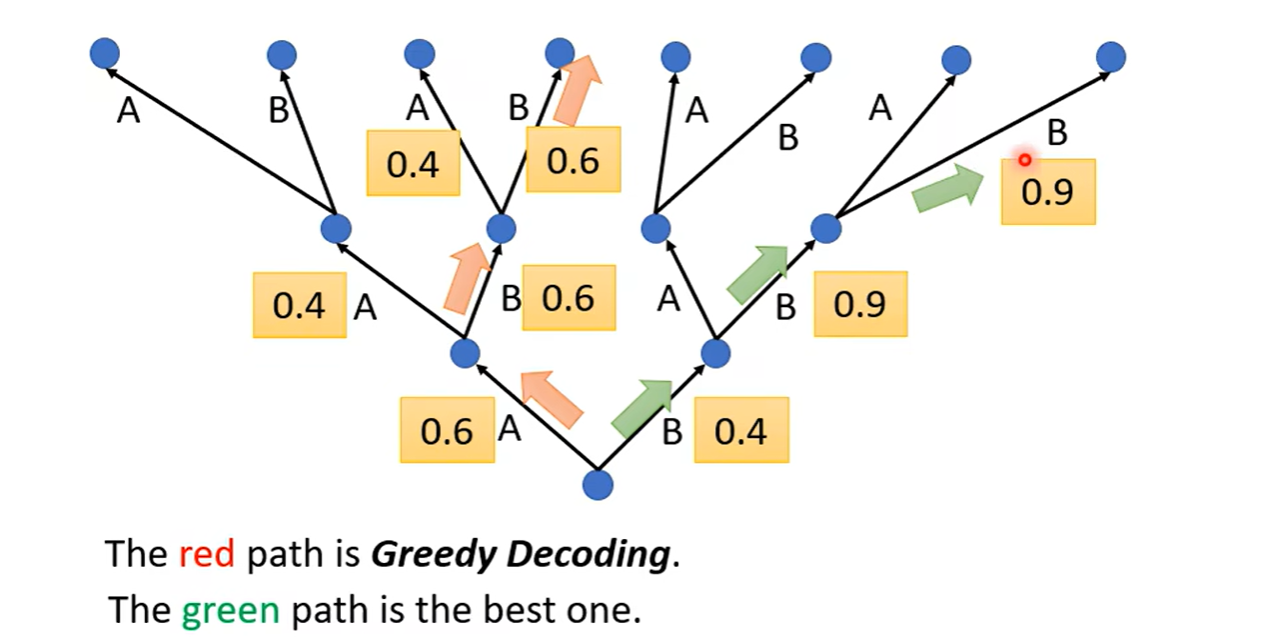 A B A B A B A B
0.4 0.6 0.9
0.4 A B 0.6 A B 0.9
0.6 A B 0.4
The red path is Greedy Decoding.
The green path is the best one.